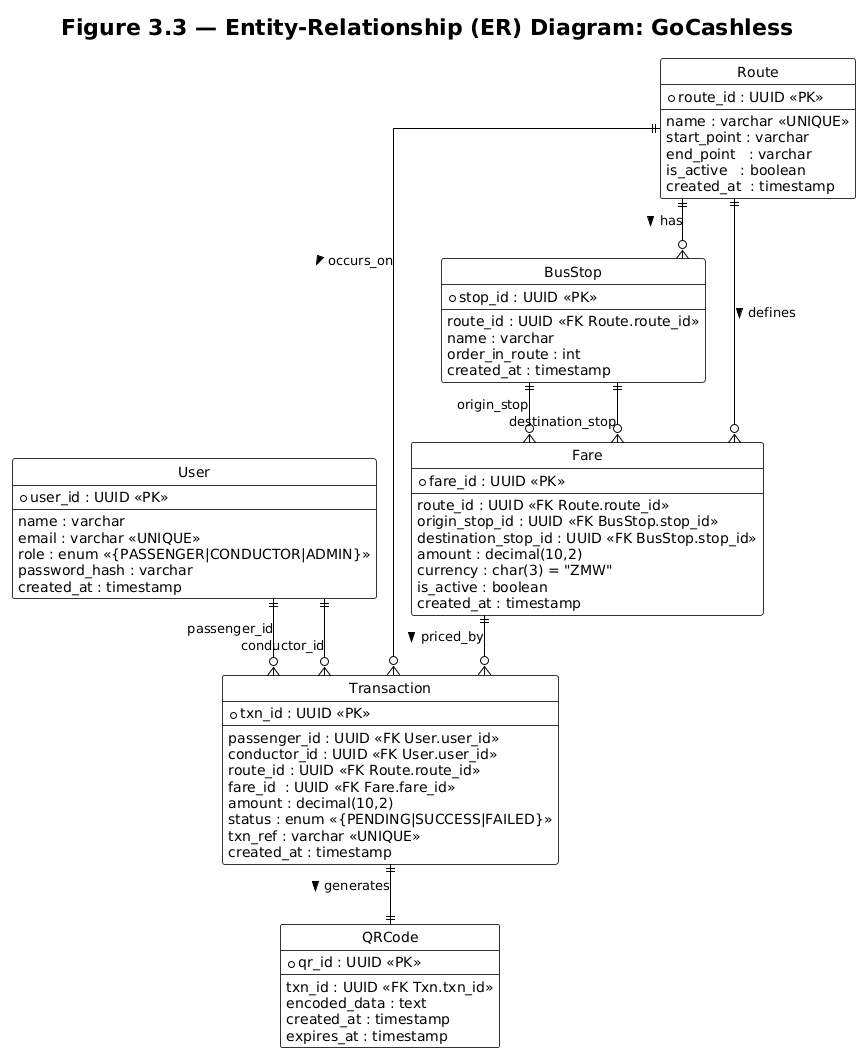 Figure 3.3 — Entity-Relationship (ER) Diagram: GoCashless
Route
route_id : UUID «PK»
name : varchar «UNIQUE»
start_point : varchar
end_point : varchar
is_active : boolean
created_at : timestamp
has
occurs_on
BusStop
stop_id : UUID «PK»
route_id : UUID «FK Route.route_id»
name : varchar
order_in_route : int
created_at : timestamp
defines
origin_stop
destination_stop
Fare
fare_id : UUID «PK»
route_id : UUID «FK Route.route_id»
origin_stop_id : UUID «FK BusStop.stop_id»
destination_stop_id : UUID «FK BusStop.stop_id»
amount : decimal(10,2)
currency : char(3) = "ZMW"
is_active : boolean
created_at : timestamp
User
user_id : UUID «PK»
name : varchar
email : varchar «UNIQUE»
role : enum «{PASSENGER|CONDUCTOR|ADMIN}»
password_hash : varchar
created_at : timestamp
passenger_id
conductor_id
priced_by
Transaction
txn_id : UUID «PK»
passenger_id : UUID «FK User.user_id»
conductor_id : UUID «FK User.user_id»
route_id : UUID «FK Route.route_id»
fare_id : UUID «FK Fare.fare_id»
amount : decimal(10,2)
status : enum «{PENDING|SUCCESS|FAILED}»
txn_ref : varchar «UNIQUE»
created_at : timestamp
generates
QRCode
qr_id : UUID «PK»
txn_id : UUID «FK Txn.txn_id»
encoded_data : text
created_at : timestamp
expires_at : timestamp